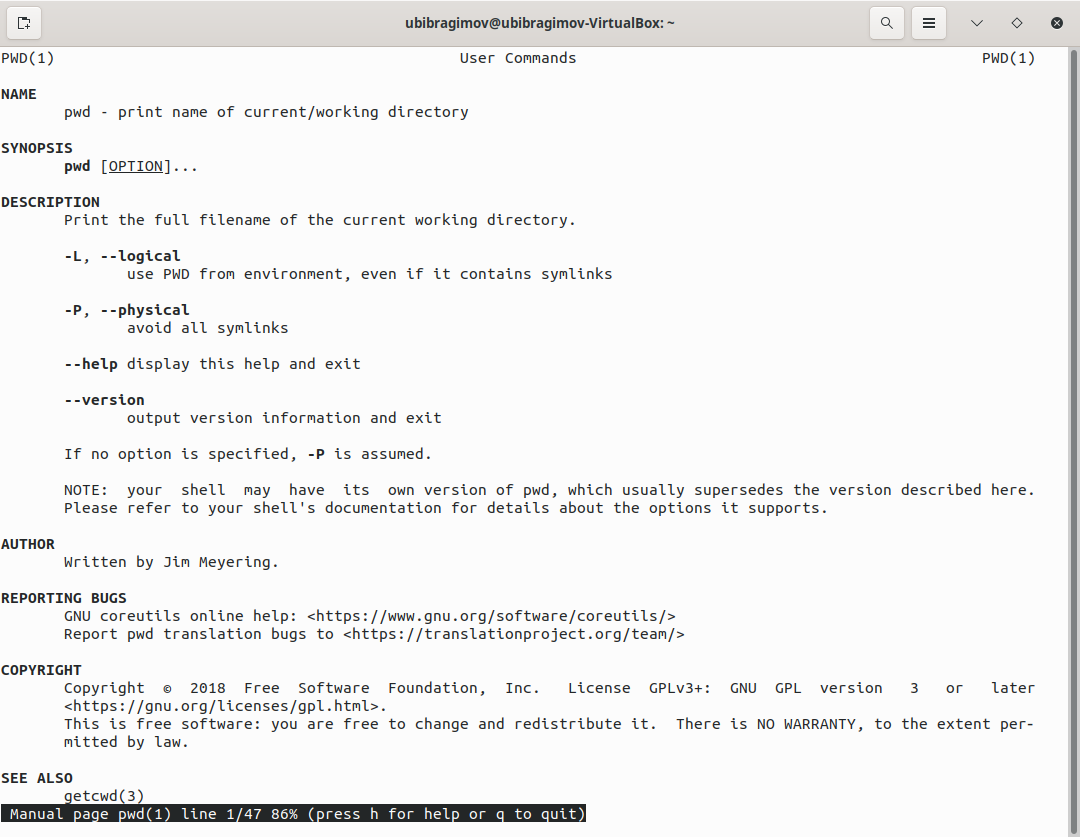 ubibragimov@ubibragimov-VirtualBox: ~
PWD(1) User Commands PWD(1)
NAME
pwd - print name of current/working directory
SYNOPSIS
pwd [OPTION]...
DESCRIPTION
Print the full filename of the current working directory.
-L, --logical
use PWD from environment, even if it contains symlinks
-P, --physical
avoid all symlinks
--help display this help and exit
--version
output version information and exit
If no option is specified, -P is assumed.
NOTE: your shell may have its own version of pwd, which usually supersedes the version described here.
Please refer to your shell's documentation for details about the options it supports.
AUTHOR
Written by Jim Meyering.
REPORTING BUGS
GNU coreutils online help: <https://www.gnu.org/software/coreutils/>
Report pwd translation bugs to <https://translationproject.org/team/>
COPYRIGHT
Copyright © 2018 Free Software Foundation, Inc. License GPLv3+: GNU GPL version 3 or later
<https://gnu.org/licenses/gpl.html>.
This is free software: you are free to change and redistribute it. There is NO WARRANTY, to the extent per-
mitted by law.
SEE ALSO
getcwd(3)
Manual page pwd(1) line 1/47 86% (press h for help or q to quit)